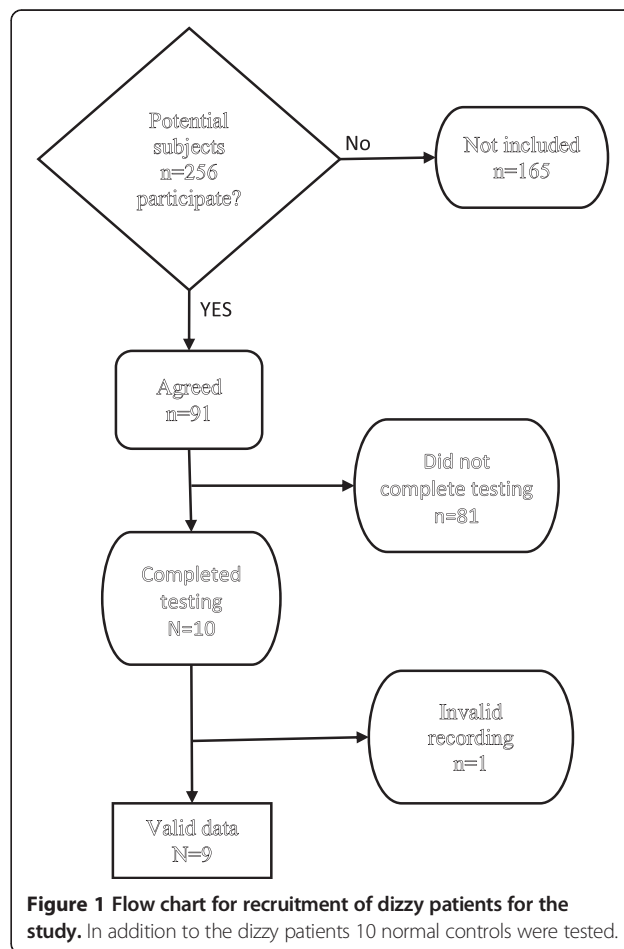 Potential
subjects
n=256
participate?
No
Not included
n=165
YES
Agreed
n=91
Did not
complete testing
n=81
Completed
testing
N=10
Invalid
recording
n=1
Valid data
N=9
Figure 1 Flow chart for recruitment of dizzy patients for the
study. In addition to the dizzy patients 10 normal controls were tested.